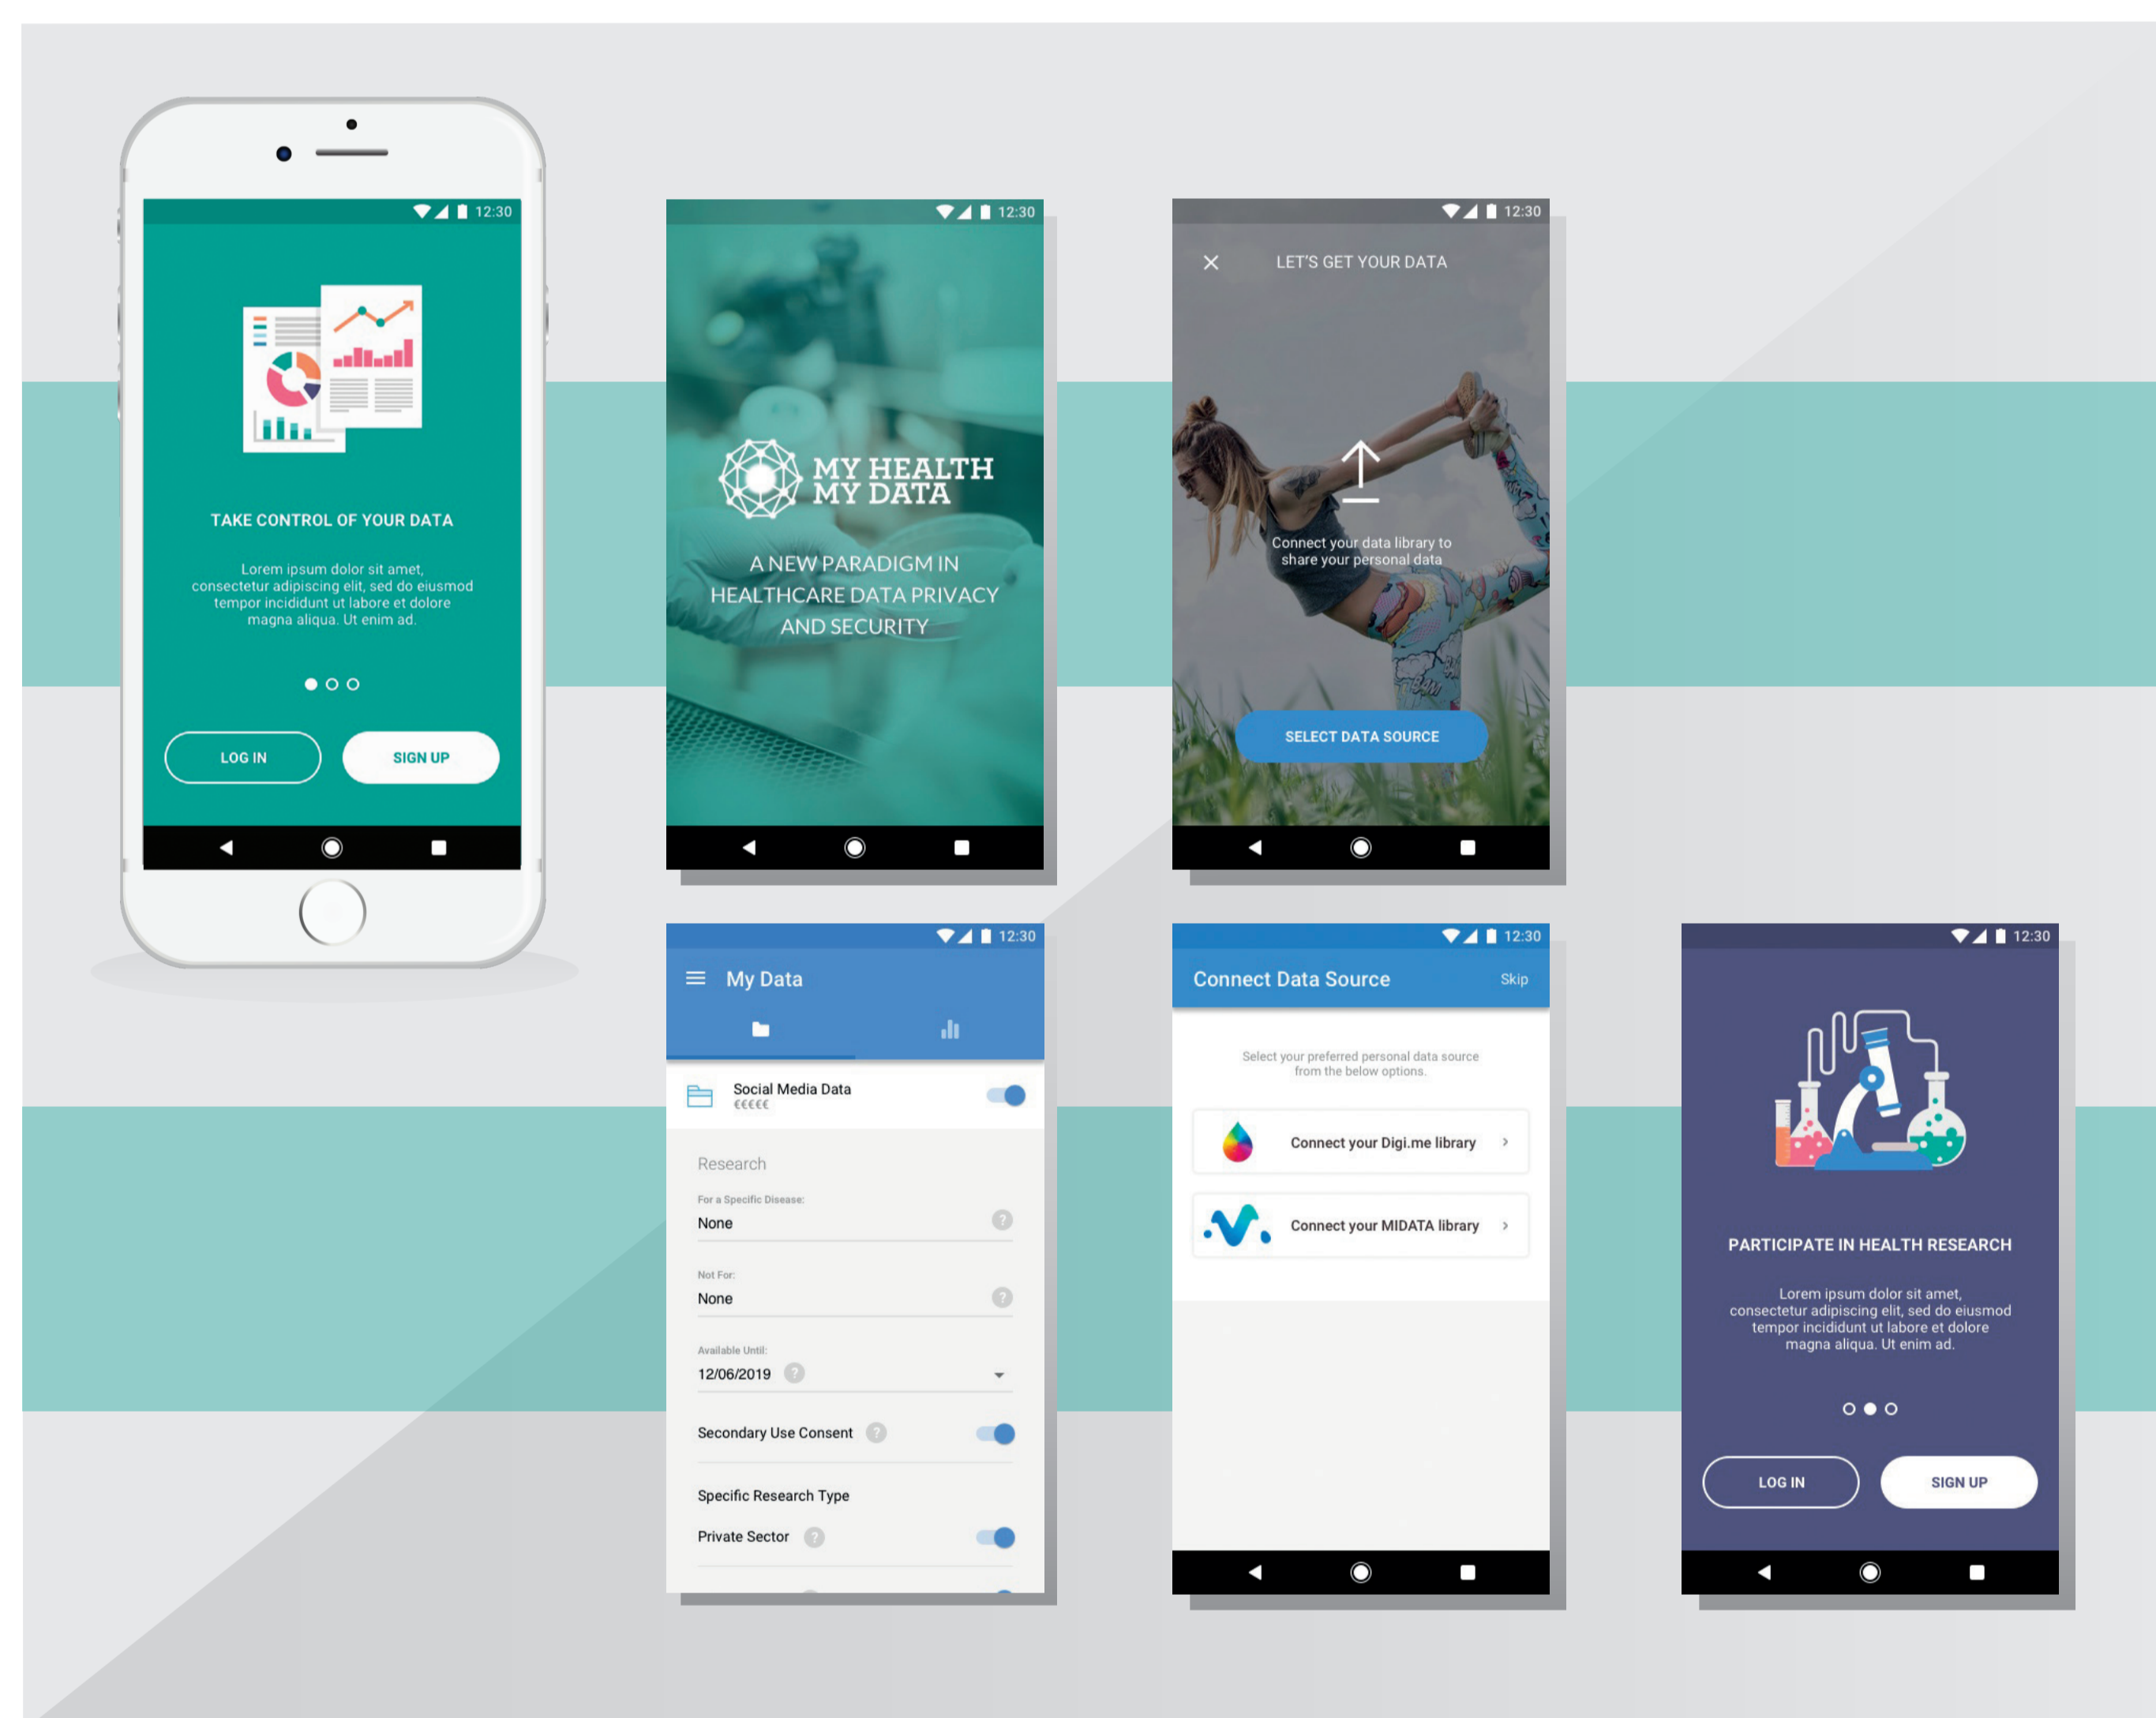 12:30
TAKE CONTROL OF YOUR DATA
Lorem ipsum dolor sit amet,
consectetur adipiscing elit, sed do eiusmod
tempor incididunt ut labore et dolore
magna aliqua. Ut enim ad.
LOG IN
SIGN UP
12:30
MY HEALTH
MY DATA
A NEW PARADIGM IN
HEALTHCARE DATA PRIVACY
AND SECURITY
12:30
LET'S GET YOUR DATA
Connect your data library to
share your personal data
SELECT DATA SOURCE
12:30
My Data
Social Media Data
€€€€€
Research
For a Specific Disease:
None
?
Not For:
None
?
Available Until:
12/06/2019 ?
Secondary Use Consent ?
Specific Research Type
Private Sector ?
12:30
Connect Data Source
Skip
Select your preferred personal data source
from the below options.
Connect your Digi.me library
Connect your MIDATA library
12:30
PARTICIPATE IN HEALTH RESEARCH
Lorem ipsum dolor sit amet,
consectetur adipiscing elit, sed do eiusmod
tempor incididunt ut labore et dolore
magna aliqua. Ut enim ad.
LOG IN
SIGN UP